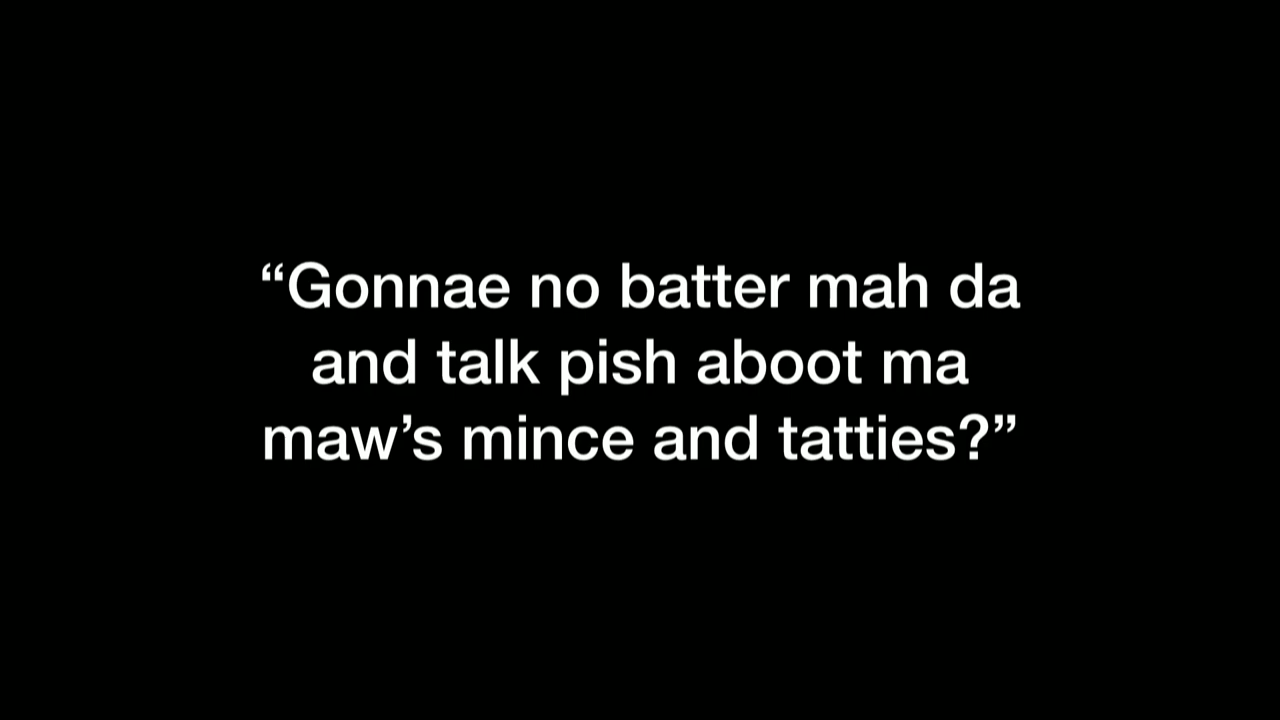 “Gonnae no batter mah da
and talk pish aboot ma
maw’s mince and tatties?”